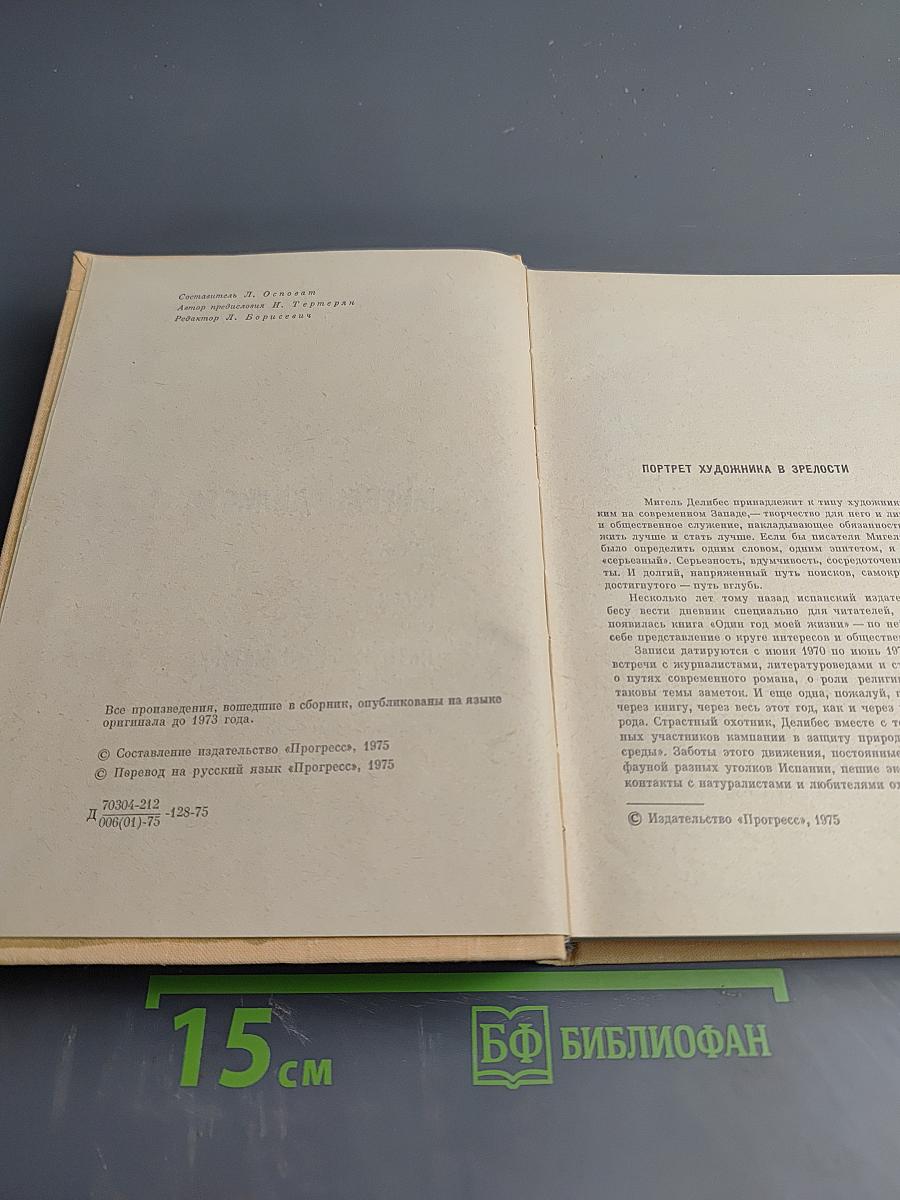 Составитель Л. Осповат
Автор предисловия И. Тертерян
Редактор Л. Борисевич
Все произведения, вошедшие в сборник, опубликованы на языке
оригинала до 1973 года.
© Составление издательство «Прогресс», 1975
© Перевод на русский язык «Прогресс», 1975
Д 70304-212
006(01)-75 -128-75
ПОРТРЕТ ХУДОЖНИКА В ЗРЕЛОСТИ
Мигель Делибес принадлежит к типу художник
ким на современном Западе,— творчество для него и ли
и общественное служение, накладывающее обязанност
жить лучше и стать лучше. Если бы писателя Мигел
было определить одним словом, одним эпитетом, я
«серьезный». Серьезность, вдумчивость, сосредоточен
ты. И долгий, напряженный путь поисков, самокр
достигнутого — путь вглубь.
Несколько лет тому назад испанский издате
бесу вести дневник специально для читателей,
появилась книга «Один год моей жизни» — по не
себе представление о круге интересов и обществе
Записи датируются с июня 1970 по июнь 197
встречи с журналистами, литературоведами и ст
о путях современного романа, о роли религи
таковы темы заметок. И еще одна, пожалуй, г
через книгу, через весь этот год, как и через
рода. Страстный охотник, Делибес вместе с т
ных участников кампании в защиту природ
среды». Заботы этого движения, постоянные
фауной разных уголков Испании, пешие эк
контакты с натуралистами и любителями ох
© Издательство «Прогресс», 1975
15 см
БФ БИБЛИОФАН